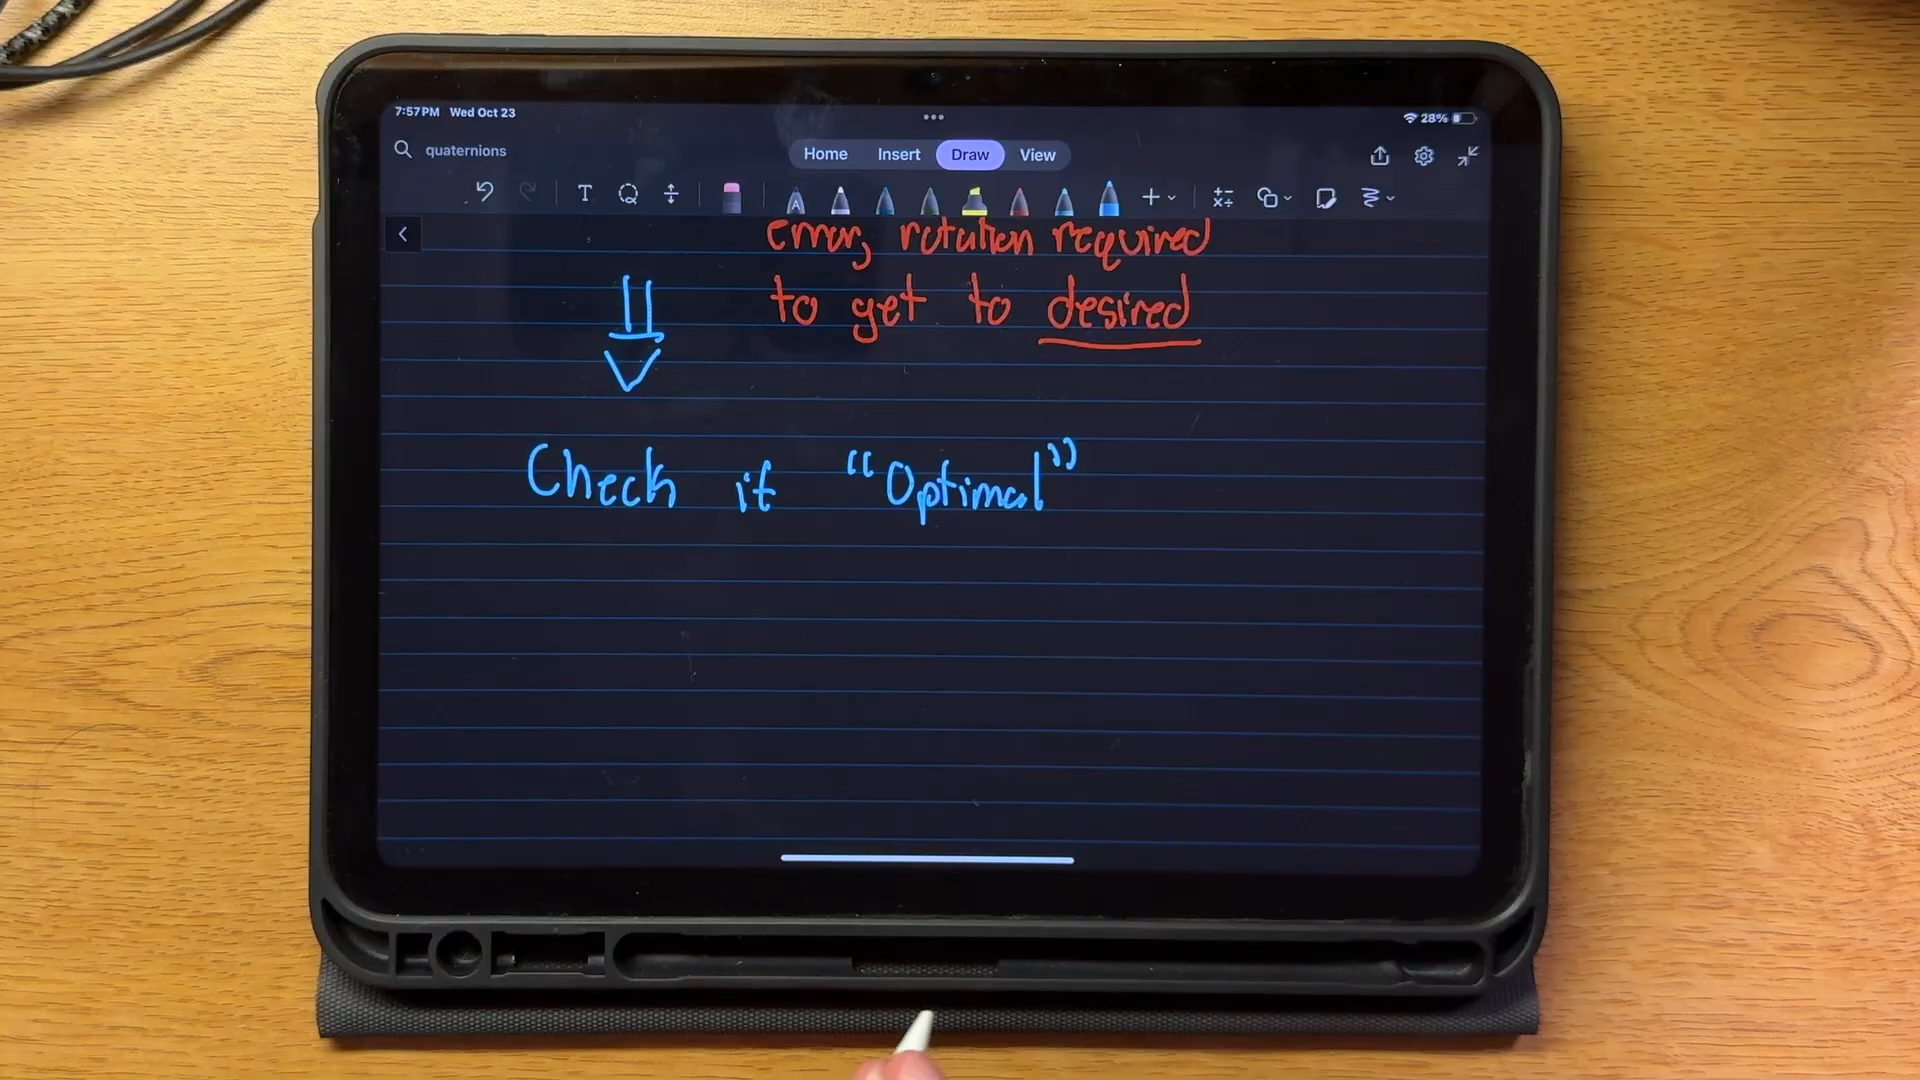 7:57 PM Wed Oct 23
28%
quaternions
Home Insert Draw View
T
A
error, rotation required
to get to desired
Check if “Optimal”